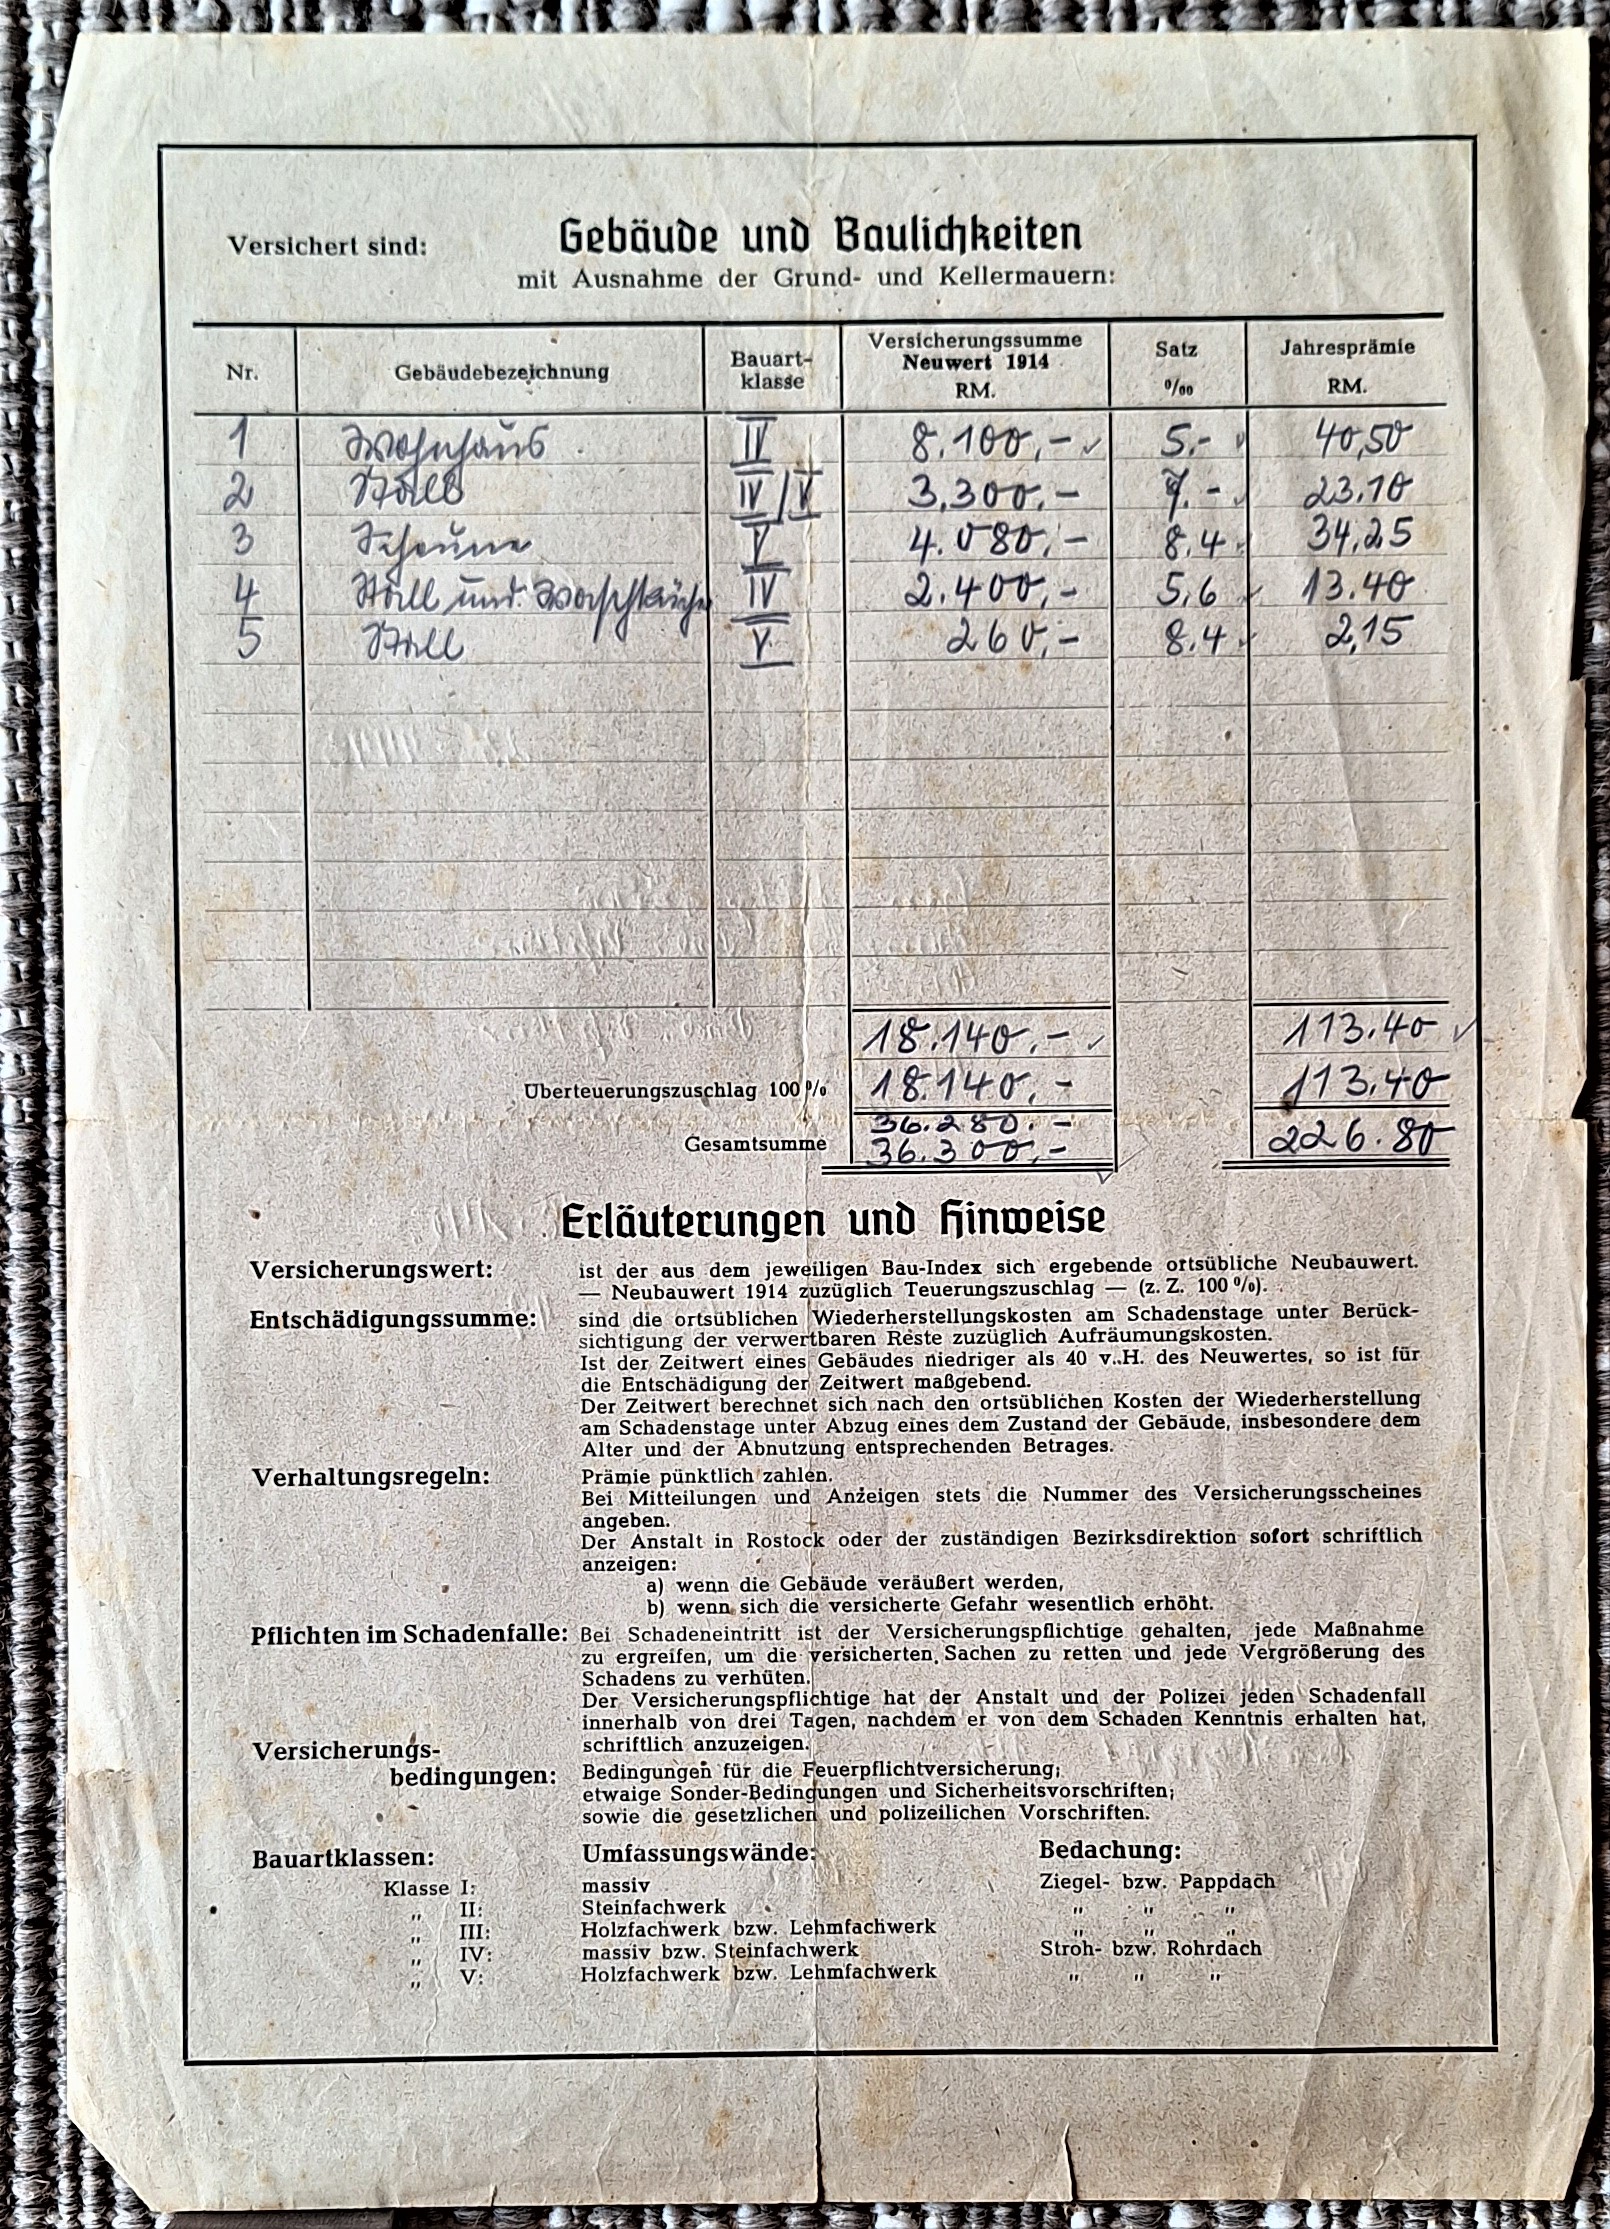 Versichert sind: Gebäude und Baulichkeiten
mit Ausnahme der Grund- und Kellermauern:
Nr. Gebäudebezeichnung Bauart-klasse Versicherungssumme Neuwert 1914 RM. Satz ⁰/₀₀ Jahresprämie RM.
1 Wohnhaus IV 8.100,- 5.- 40,50
2 Stall IV/V 3.300,- 7.- 23.10
3 Scheune V 4.080,- 8.4 34,25
4 Stall und Waschküche IV 2.400,- 5,6 13.40
5 Stall V. 260,- 8.4 2,15
18.140.- 113.40
Überteuerungszuschlag 100 % 18.140,- 113.40
36.280.-
Gesamtsumme 36.300,- 226.80
Erläuterungen und Hinweise
Versicherungswert: ist der aus dem jeweiligen Bau-Index sich ergebende ortsübliche Neubauwert.
— Neubauwert 1914 zuzüglich Teuerungszuschlag — (z. Z. 100 %).
Entschädigungssumme: sind die ortsüblichen Wiederherstellungskosten am Schadenstage unter Berück-
sichtigung der verwertbaren Reste zuzüglich Aufräumungskosten.
Ist der Zeitwert eines Gebäudes niedriger als 40 v. H. des Neuwertes, so ist für
die Entschädigung der Zeitwert maßgebend.
Der Zeitwert berechnet sich nach den ortsüblichen Kosten der Wiederherstellung
am Schadenstage unter Abzug eines dem Zustand der Gebäude, insbesondere dem
Alter und der Abnutzung entsprechenden Betrages.
Verhaltungsregeln: Prämie pünktlich zahlen.
Bei Mitteilungen und Anzeigen stets die Nummer des Versicherungsscheines
angeben.
Der Anstalt in Rostock oder der zuständigen Bezirksdirektion sofort schriftlich
anzeigen:
a) wenn die Gebäude veräußert werden,
b) wenn sich die versicherte Gefahr wesentlich erhöht.
Pflichten im Schadenfalle: Bei Schadeneintritt ist der Versicherungspflichtige gehalten, jede Maßnahme
zu ergreifen, um die versicherten Sachen zu retten und jede Vergrößerung des
Schadens zu verhüten.
Der Versicherungspflichtige hat der Anstalt und der Polizei jeden Schadenfall
innerhalb von drei Tagen, nachdem er von dem Schaden Kenntnis erhalten hat,
schriftlich anzuzeigen.
Versicherungs-
bedingungen: Bedingungen für die Feuerpflichtversicherung;
etwaige Sonder-Bedingungen und Sicherheitsvorschriften;
sowie die gesetzlichen und polizeilichen Vorschriften.
Bauartklassen: Umfassungswände: Bedachung:
Klasse I: massiv Ziegel- bzw. Pappdach
„ II: Steinfachwerk " " "
„ III: Holzfachwerk bzw. Lehmfachwerk " " "
„ IV: massiv bzw. Steinfachwerk Stroh- bzw. Rohrdach
„ V: Holzfachwerk bzw. Lehmfachwerk " " "